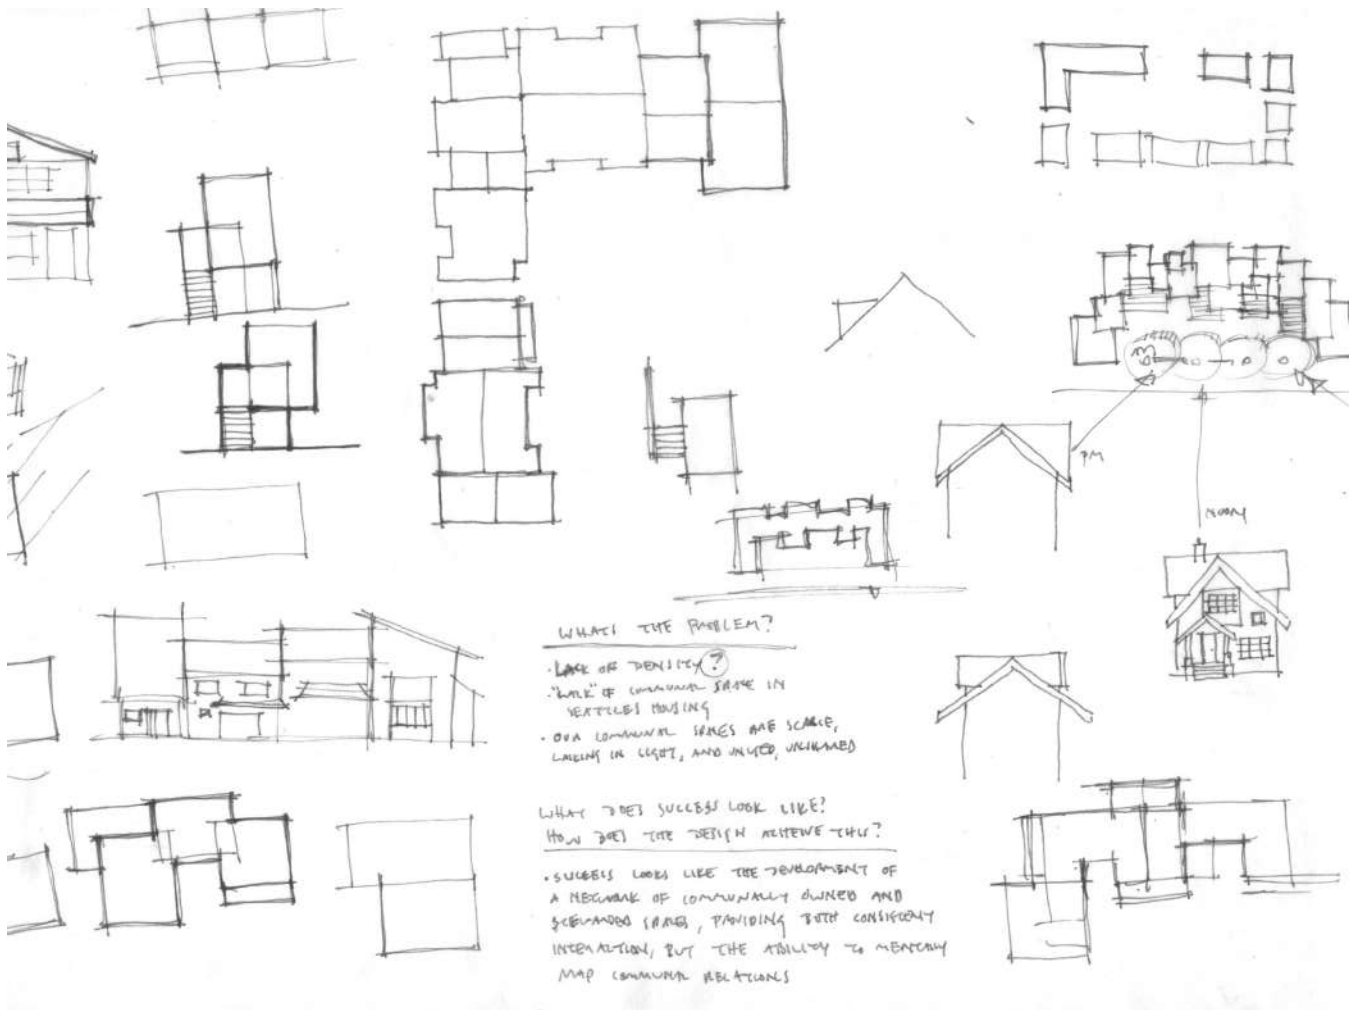 PM
NOON
WHATS THE PROBLEM?
· LACK OF DENSITY ?
· "LACK" OF COMMUNAL SPACE IN
SEATTLES HOUSING
· OUR COMMUNAL SPACES ARE SCARCE,
LACKING IN LIGHT, AND UNUSED, UNSHARED
WHAT DOES SUCCESS LOOK LIKE?
HOW DOES THE DESIGN ACHIEVE THIS?
· SUCCESS LOOKS LIKE THE DEVELOPMENT OF
A NETWORK OF COMMUNALLY OWNED AND
STEWARDED SPACES, PROVIDING BOTH CONSISTENT
INTERACTION, BUT THE ABILITY TO MENTALLY
MAP COMMUNAL RELATIONS